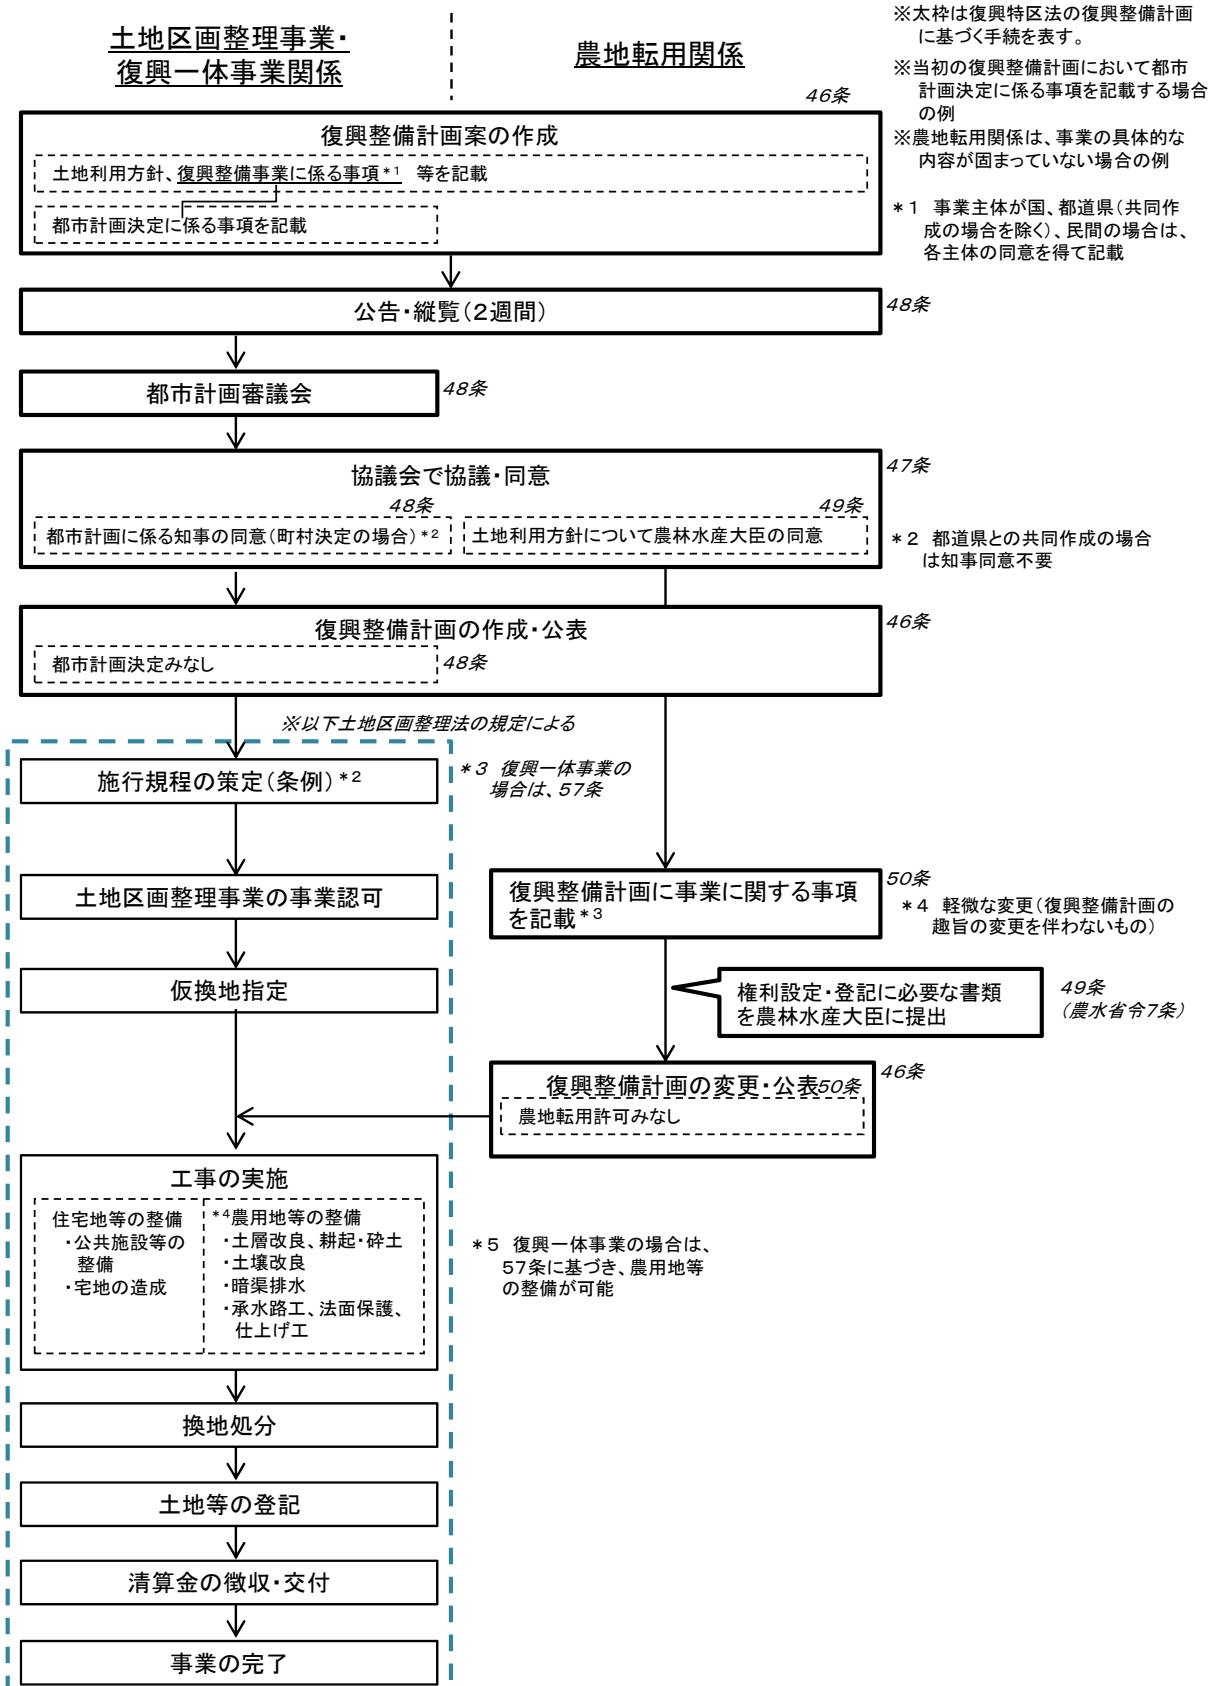 土地区画整理事業・
復興一体事業関係
農地転用関係
※太枠は復興特区法の復興整備計画
に基づく手続を表す。
※当初の復興整備計画において都市
計画決定に係る事項を記載する場合
の例
※農地転用関係は、事業の具体的な
内容が固まっていない場合の例
*1 事業主体が国、都道県（共同作
成の場合を除く）、民間の場合は、
各主体の同意を得て記載
46条
復興整備計画案の作成
土地利用方針、復興整備事業に係る事項*1 等を記載
都市計画決定に係る事項を記載
公告・縦覧（2週間）
48条
都市計画審議会
48条
協議会で協議・同意
47条
48条
49条
都市計画に係る知事の同意（町村決定の場合）*2
土地利用方針について農林水産大臣の同意
*2 都道県との共同作成の場合
は知事同意不要
復興整備計画の作成・公表
46条
都市計画決定みなし
48条
※以下土地区画整理法の規定による
施行規程の策定（条例）*2
*3 復興一体事業の
場合は、57条
土地区画整理事業の事業認可
復興整備計画に事業に関する事項
を記載*3
50条
*4 軽微な変更（復興整備計画の
趣旨の変更を伴わないもの）
仮換地指定
権利設定・登記に必要な書類
を農林水産大臣に提出
49条
（農水省令7条）
復興整備計画の変更・公表50条
46条
農地転用許可みなし
工事の実施
住宅地等の整備
・公共施設等の
整備
・宅地の造成
*4農用地等の整備
・土層改良、耕起・砕土
・土壌改良
・暗渠排水
・承水路工、法面保護、
仕上げ工
*5 復興一体事業の場合は、
57条に基づき、農用地等
の整備が可能
換地処分
土地等の登記
清算金の徴収・交付
事業の完了